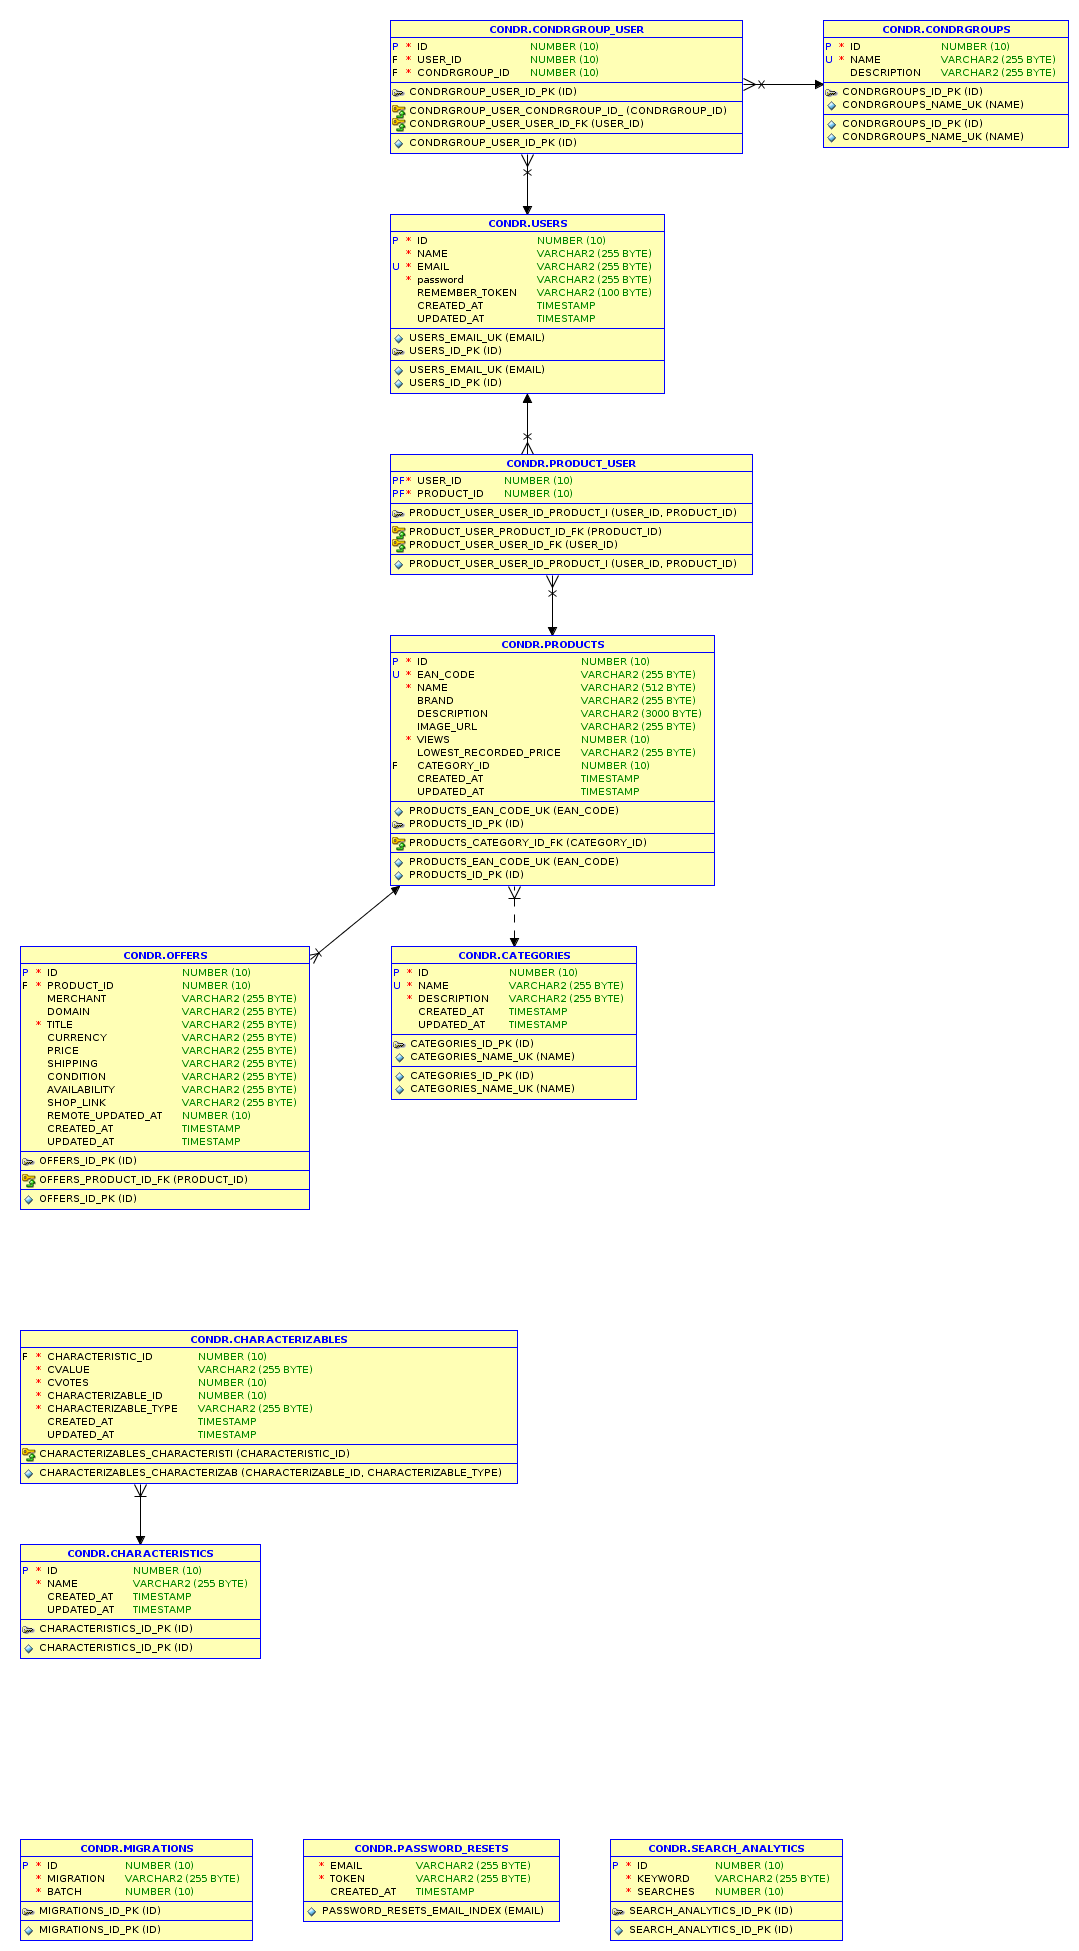 CONDR.CONDRGROUP_USER
P * ID NUMBER (10)
F * USER_ID NUMBER (10)
F * CONDRGROUP_ID NUMBER (10)
CONDRGROUP_USER_ID_PK (ID)
CONDRGROUP_USER_CONDRGROUP_ID_ (CONDRGROUP_ID)
CONDRGROUP_USER_USER_ID_FK (USER_ID)
CONDRGROUP_USER_ID_PK (ID)
CONDR.CONDRGROUPS
P * ID NUMBER (10)
U * NAME VARCHAR2 (255 BYTE)
DESCRIPTION VARCHAR2 (255 BYTE)
CONDRGROUPS_ID_PK (ID)
CONDRGROUPS_NAME_UK (NAME)
CONDRGROUPS_ID_PK (ID)
CONDRGROUPS_NAME_UK (NAME)
CONDR.USERS
P * ID NUMBER (10)
* NAME VARCHAR2 (255 BYTE)
U * EMAIL VARCHAR2 (255 BYTE)
* password VARCHAR2 (255 BYTE)
REMEMBER_TOKEN VARCHAR2 (100 BYTE)
CREATED_AT TIMESTAMP
UPDATED_AT TIMESTAMP
USERS_EMAIL_UK (EMAIL)
USERS_ID_PK (ID)
USERS_EMAIL_UK (EMAIL)
USERS_ID_PK (ID)
CONDR.PRODUCT_USER
PF* USER_ID NUMBER (10)
PF* PRODUCT_ID NUMBER (10)
PRODUCT_USER_USER_ID_PRODUCT_I (USER_ID, PRODUCT_ID)
PRODUCT_USER_PRODUCT_ID_FK (PRODUCT_ID)
PRODUCT_USER_USER_ID_FK (USER_ID)
PRODUCT_USER_USER_ID_PRODUCT_I (USER_ID, PRODUCT_ID)
CONDR.PRODUCTS
P * ID NUMBER (10)
U * EAN_CODE VARCHAR2 (255 BYTE)
* NAME VARCHAR2 (512 BYTE)
BRAND VARCHAR2 (255 BYTE)
DESCRIPTION VARCHAR2 (3000 BYTE)
IMAGE_URL VARCHAR2 (255 BYTE)
* VIEWS NUMBER (10)
LOWEST_RECORDED_PRICE VARCHAR2 (255 BYTE)
F CATEGORY_ID NUMBER (10)
CREATED_AT TIMESTAMP
UPDATED_AT TIMESTAMP
PRODUCTS_EAN_CODE_UK (EAN_CODE)
PRODUCTS_ID_PK (ID)
PRODUCTS_CATEGORY_ID_FK (CATEGORY_ID)
PRODUCTS_EAN_CODE_UK (EAN_CODE)
PRODUCTS_ID_PK (ID)
CONDR.OFFERS
P * ID NUMBER (10)
F * PRODUCT_ID NUMBER (10)
MERCHANT VARCHAR2 (255 BYTE)
DOMAIN VARCHAR2 (255 BYTE)
* TITLE VARCHAR2 (255 BYTE)
CURRENCY VARCHAR2 (255 BYTE)
PRICE VARCHAR2 (255 BYTE)
SHIPPING VARCHAR2 (255 BYTE)
CONDITION VARCHAR2 (255 BYTE)
AVAILABILITY VARCHAR2 (255 BYTE)
SHOP_LINK VARCHAR2 (255 BYTE)
REMOTE_UPDATED_AT NUMBER (10)
CREATED_AT TIMESTAMP
UPDATED_AT TIMESTAMP
OFFERS_ID_PK (ID)
OFFERS_PRODUCT_ID_FK (PRODUCT_ID)
OFFERS_ID_PK (ID)
CONDR.CATEGORIES
P * ID NUMBER (10)
U * NAME VARCHAR2 (255 BYTE)
* DESCRIPTION VARCHAR2 (255 BYTE)
CREATED_AT TIMESTAMP
UPDATED_AT TIMESTAMP
CATEGORIES_ID_PK (ID)
CATEGORIES_NAME_UK (NAME)
CATEGORIES_ID_PK (ID)
CATEGORIES_NAME_UK (NAME)
CONDR.CHARACTERIZABLES
F * CHARACTERISTIC_ID NUMBER (10)
* CVALUE VARCHAR2 (255 BYTE)
* CVOTES NUMBER (10)
* CHARACTERIZABLE_ID NUMBER (10)
* CHARACTERIZABLE_TYPE VARCHAR2 (255 BYTE)
CREATED_AT TIMESTAMP
UPDATED_AT TIMESTAMP
CHARACTERIZABLES_CHARACTERISTI (CHARACTERISTIC_ID)
CHARACTERIZABLES_CHARACTERIZAB (CHARACTERIZABLE_ID, CHARACTERIZABLE_TYPE)
CONDR.CHARACTERISTICS
P * ID NUMBER (10)
* NAME VARCHAR2 (255 BYTE)
CREATED_AT TIMESTAMP
UPDATED_AT TIMESTAMP
CHARACTERISTICS_ID_PK (ID)
CHARACTERISTICS_ID_PK (ID)
CONDR.MIGRATIONS
P * ID NUMBER (10)
* MIGRATION VARCHAR2 (255 BYTE)
* BATCH NUMBER (10)
MIGRATIONS_ID_PK (ID)
MIGRATIONS_ID_PK (ID)
CONDR.PASSWORD_RESETS
* EMAIL VARCHAR2 (255 BYTE)
* TOKEN VARCHAR2 (255 BYTE)
CREATED_AT TIMESTAMP
PASSWORD_RESETS_EMAIL_INDEX (EMAIL)
CONDR.SEARCH_ANALYTICS
P * ID NUMBER (10)
* KEYWORD VARCHAR2 (255 BYTE)
* SEARCHES NUMBER (10)
SEARCH_ANALYTICS_ID_PK (ID)
SEARCH_ANALYTICS_ID_PK (ID)